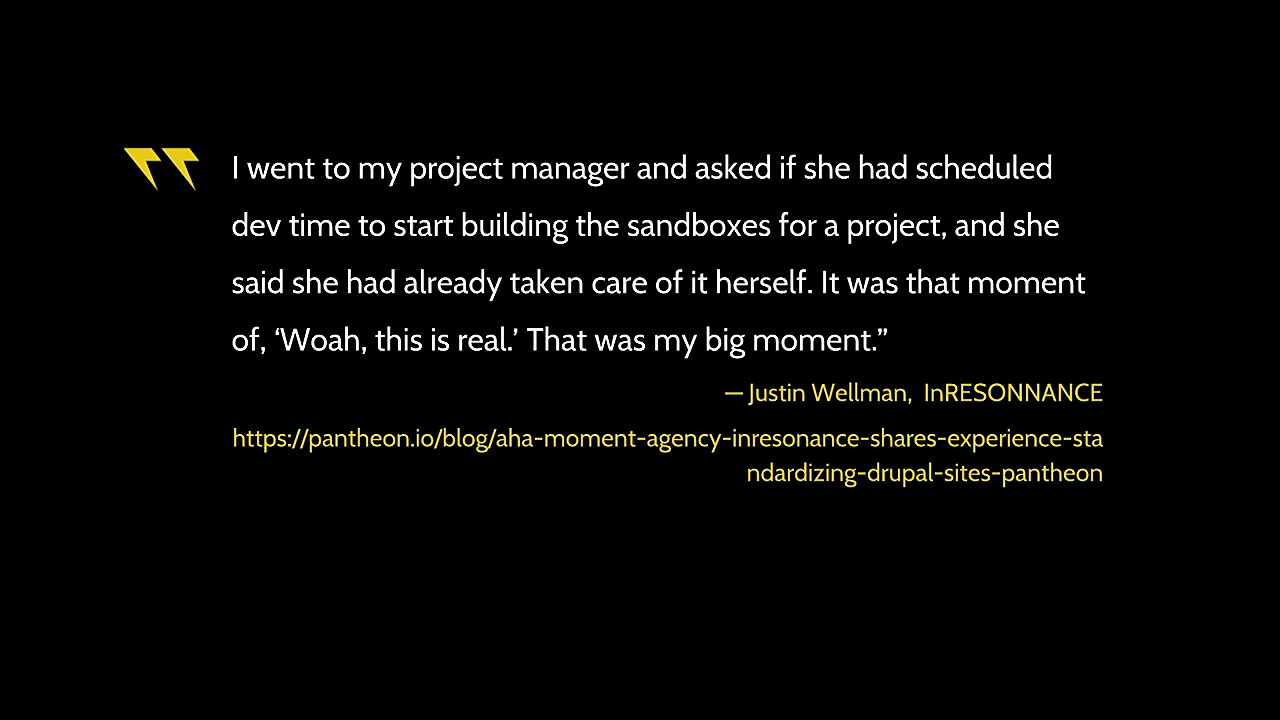 I went to my project manager and asked if she had scheduled
dev time to start building the sandboxes for a project, and she
said she had already taken care of it herself. It was that moment
of, ‘Woah, this is real.’ That was my big moment.”
— Justin Wellman,  InRESONNANCE
https://pantheon.io/blog/aha-moment-agency-inresonance-shares-experience-sta
ndardizing-drupal-sites-pantheon